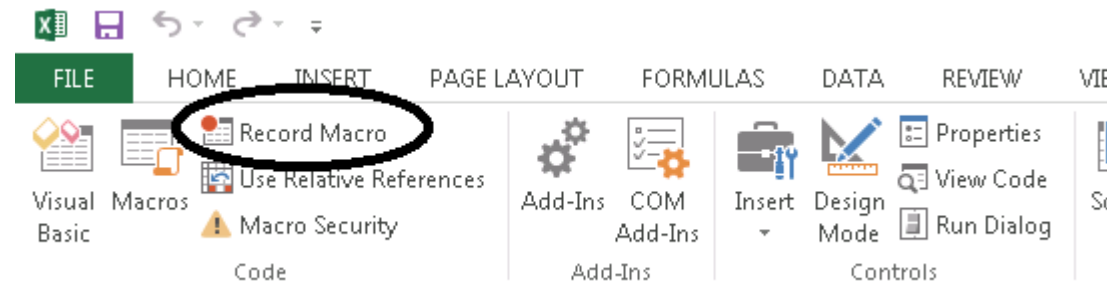 FILE HOME INSERT PAGE LAYOUT FORMULAS DATA REVIEW
Record Macro
Use Relative References
Macro Security
Visual
Basic
Macros
Code
Add-Ins
COM
Add-Ins
Add-Ins
Insert
Design
Mode
Properties
View Code
Run Dialog
Controls